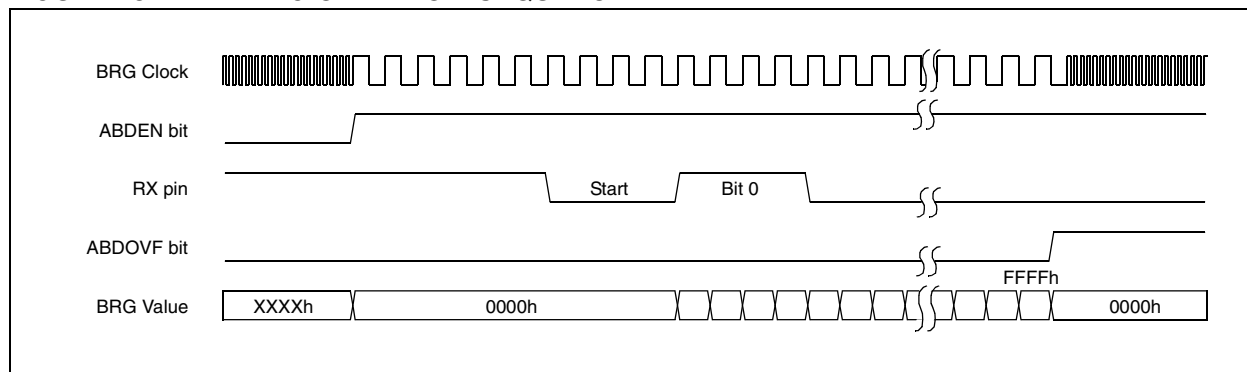 BRG Clock
ABDEN bit
RX pin
Start
Bit 0
ABDOVF bit
FFFFh
BRG Value
XXXXh
0000h
0000h